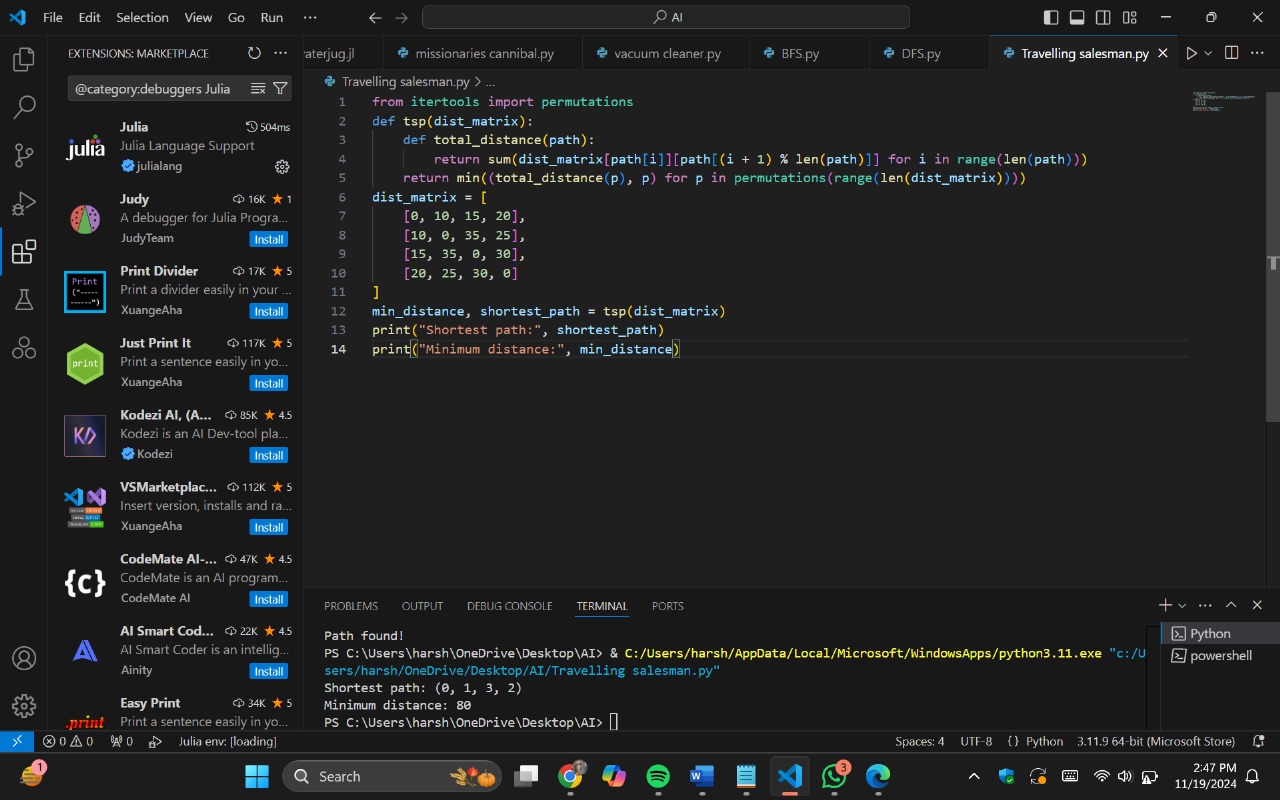 File Edit Selection View Go Run ··· AI
EXTENSIONS: MARKETPLACE
@category:debuggers Julia
Julia 504ms
Julia Language Support
julialang
Judy 16K 1
A debugger for Julia Progra...
JudyTeam Install
Print Divider 17K 5
Print a divider easily in your ...
XuangeAha Install
Just Print It 117K 5
Print a sentence easily in yo...
XuangeAha Install
Kodezi AI, (A... 85K 4.5
Kodezi is an AI Dev-tool pla...
Kodezi Install
VSMarketplac... 112K 5
Insert version, installs and ra...
XuangeAha Install
CodeMate AI-... 47K 4.5
CodeMate is an AI program...
CodeMate AI Install
AI Smart Cod... 22K 4.5
AI Smart Coder is an intellig...
Ainity Install
Easy Print 34K 5
Print a sentence easily in yo...
aterjug.jl missionaries cannibal.py vacuum cleaner.py BFS.py DFS.py Travelling salesman.py
Travelling salesman.py > ...
1 from itertools import permutations
2 def tsp(dist_matrix):
3 def total_distance(path):
4 return sum(dist_matrix[path[i]][path[(i + 1) % len(path)]] for i in range(len(path)))
5 return min((total_distance(p), p) for p in permutations(range(len(dist_matrix))))
6 dist_matrix = [
7 [0, 10, 15, 20],
8 [10, 0, 35, 25],
9 [15, 35, 0, 30],
10 [20, 25, 30, 0]
11 ]
12 min_distance, shortest_path = tsp(dist_matrix)
13 print("Shortest path:", shortest_path)
14 print("Minimum distance:", min_distance)
PROBLEMS OUTPUT DEBUG CONSOLE TERMINAL PORTS
Path found!
PS C:\Users\harsh\OneDrive\Desktop\AI> & C:/Users/harsh/AppData/Local/Microsoft/WindowsApps/python3.11.exe "c:/U
sers/harsh/OneDrive/Desktop/AI/Travelling salesman.py"
Shortest path: (0, 1, 3, 2)
Minimum distance: 80
PS C:\Users\harsh\OneDrive\Desktop\AI>
Python
powershell
0 0 0 Julia env: [loading] Spaces: 4 UTF-8 {} Python 3.11.9 64-bit (Microsoft Store)
1 Search 3 2:47 PM
11/19/2024